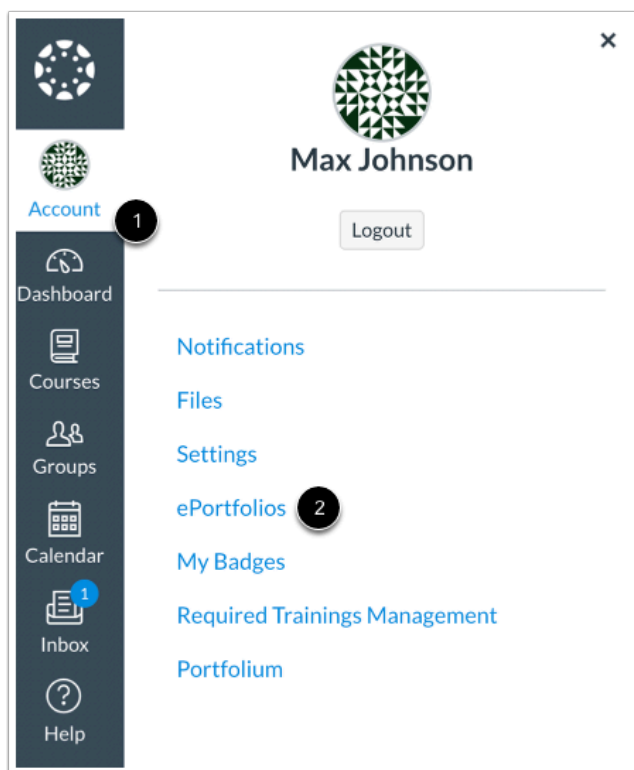 ×
Max Johnson
Account
1
Logout
Dashboard
Notifications
Courses
Files
Settings
Groups
ePortfolios 2
Calendar
My Badges
1
Inbox
Required Trainings Management
Portfolium
?
Help